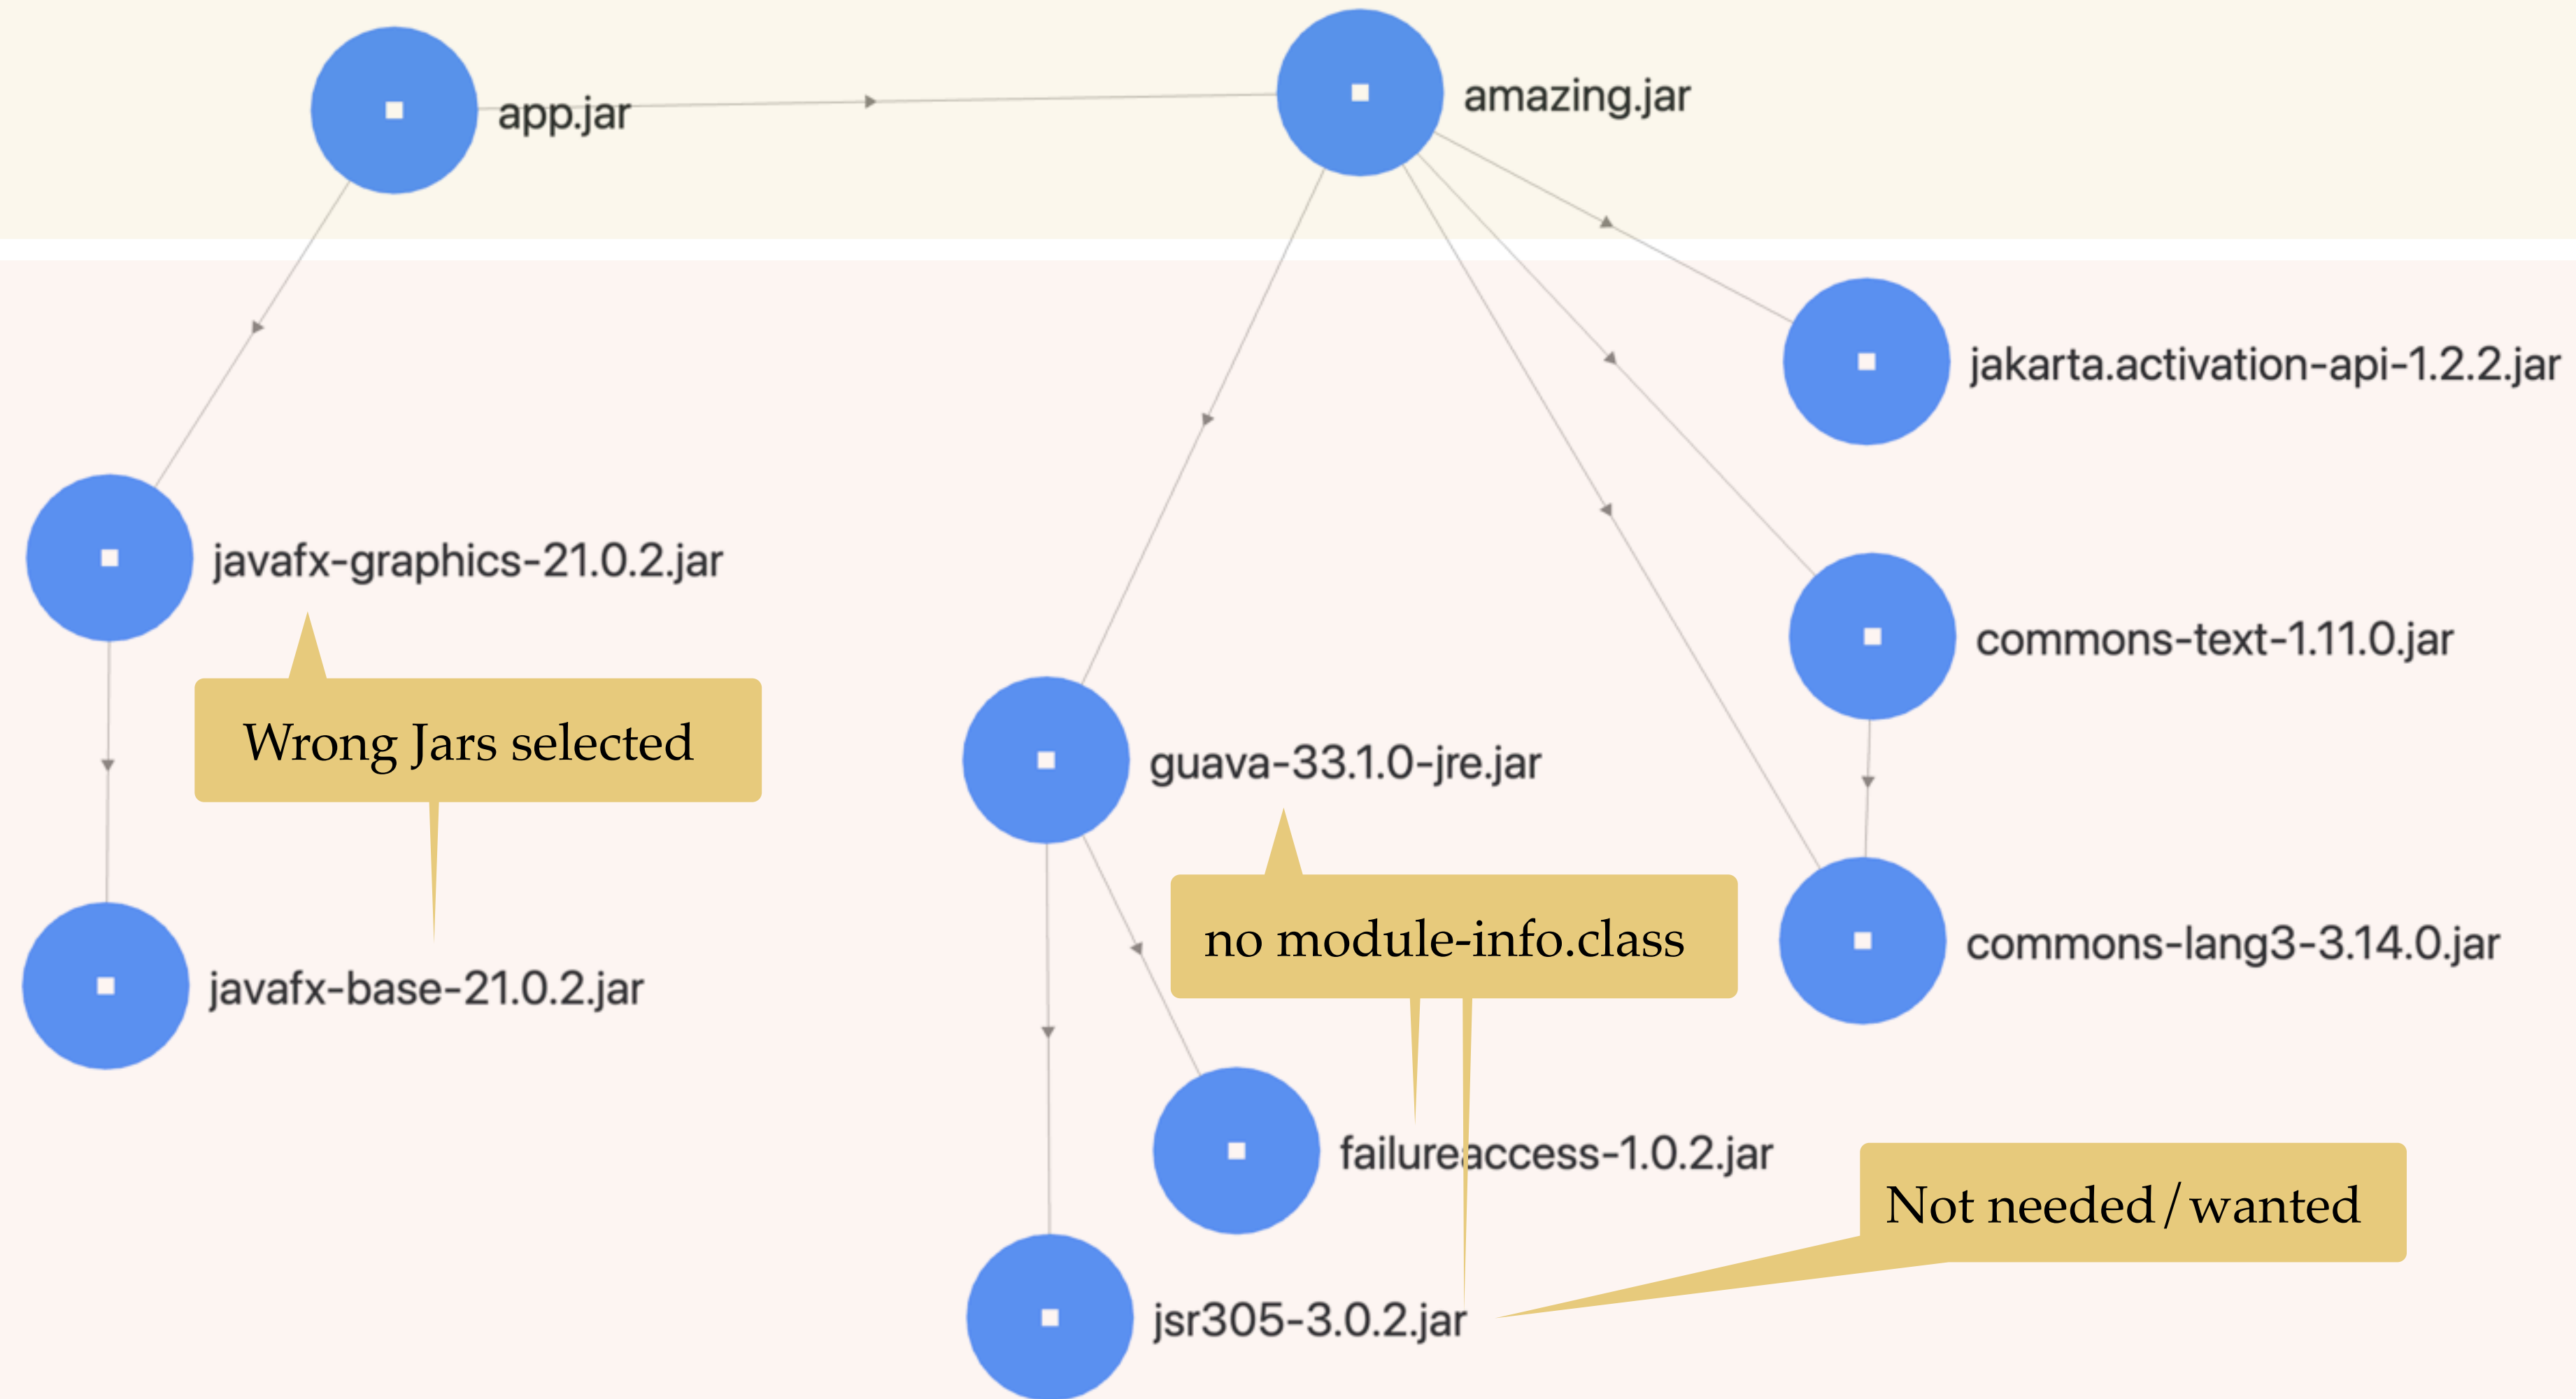 app.jar
amazing.jar
jakarta.activation-api-1.2.2.jar
javafx-graphics-21.0.2.jar
commons-text-1.11.0.jar
Wrong Jars selected
guava-33.1.0-jre.jar
no module-info.class
commons-lang3-3.14.0.jar
javafx-base-21.0.2.jar
failureaccess-1.0.2.jar
Not needed/wanted
jsr305-3.0.2.jar